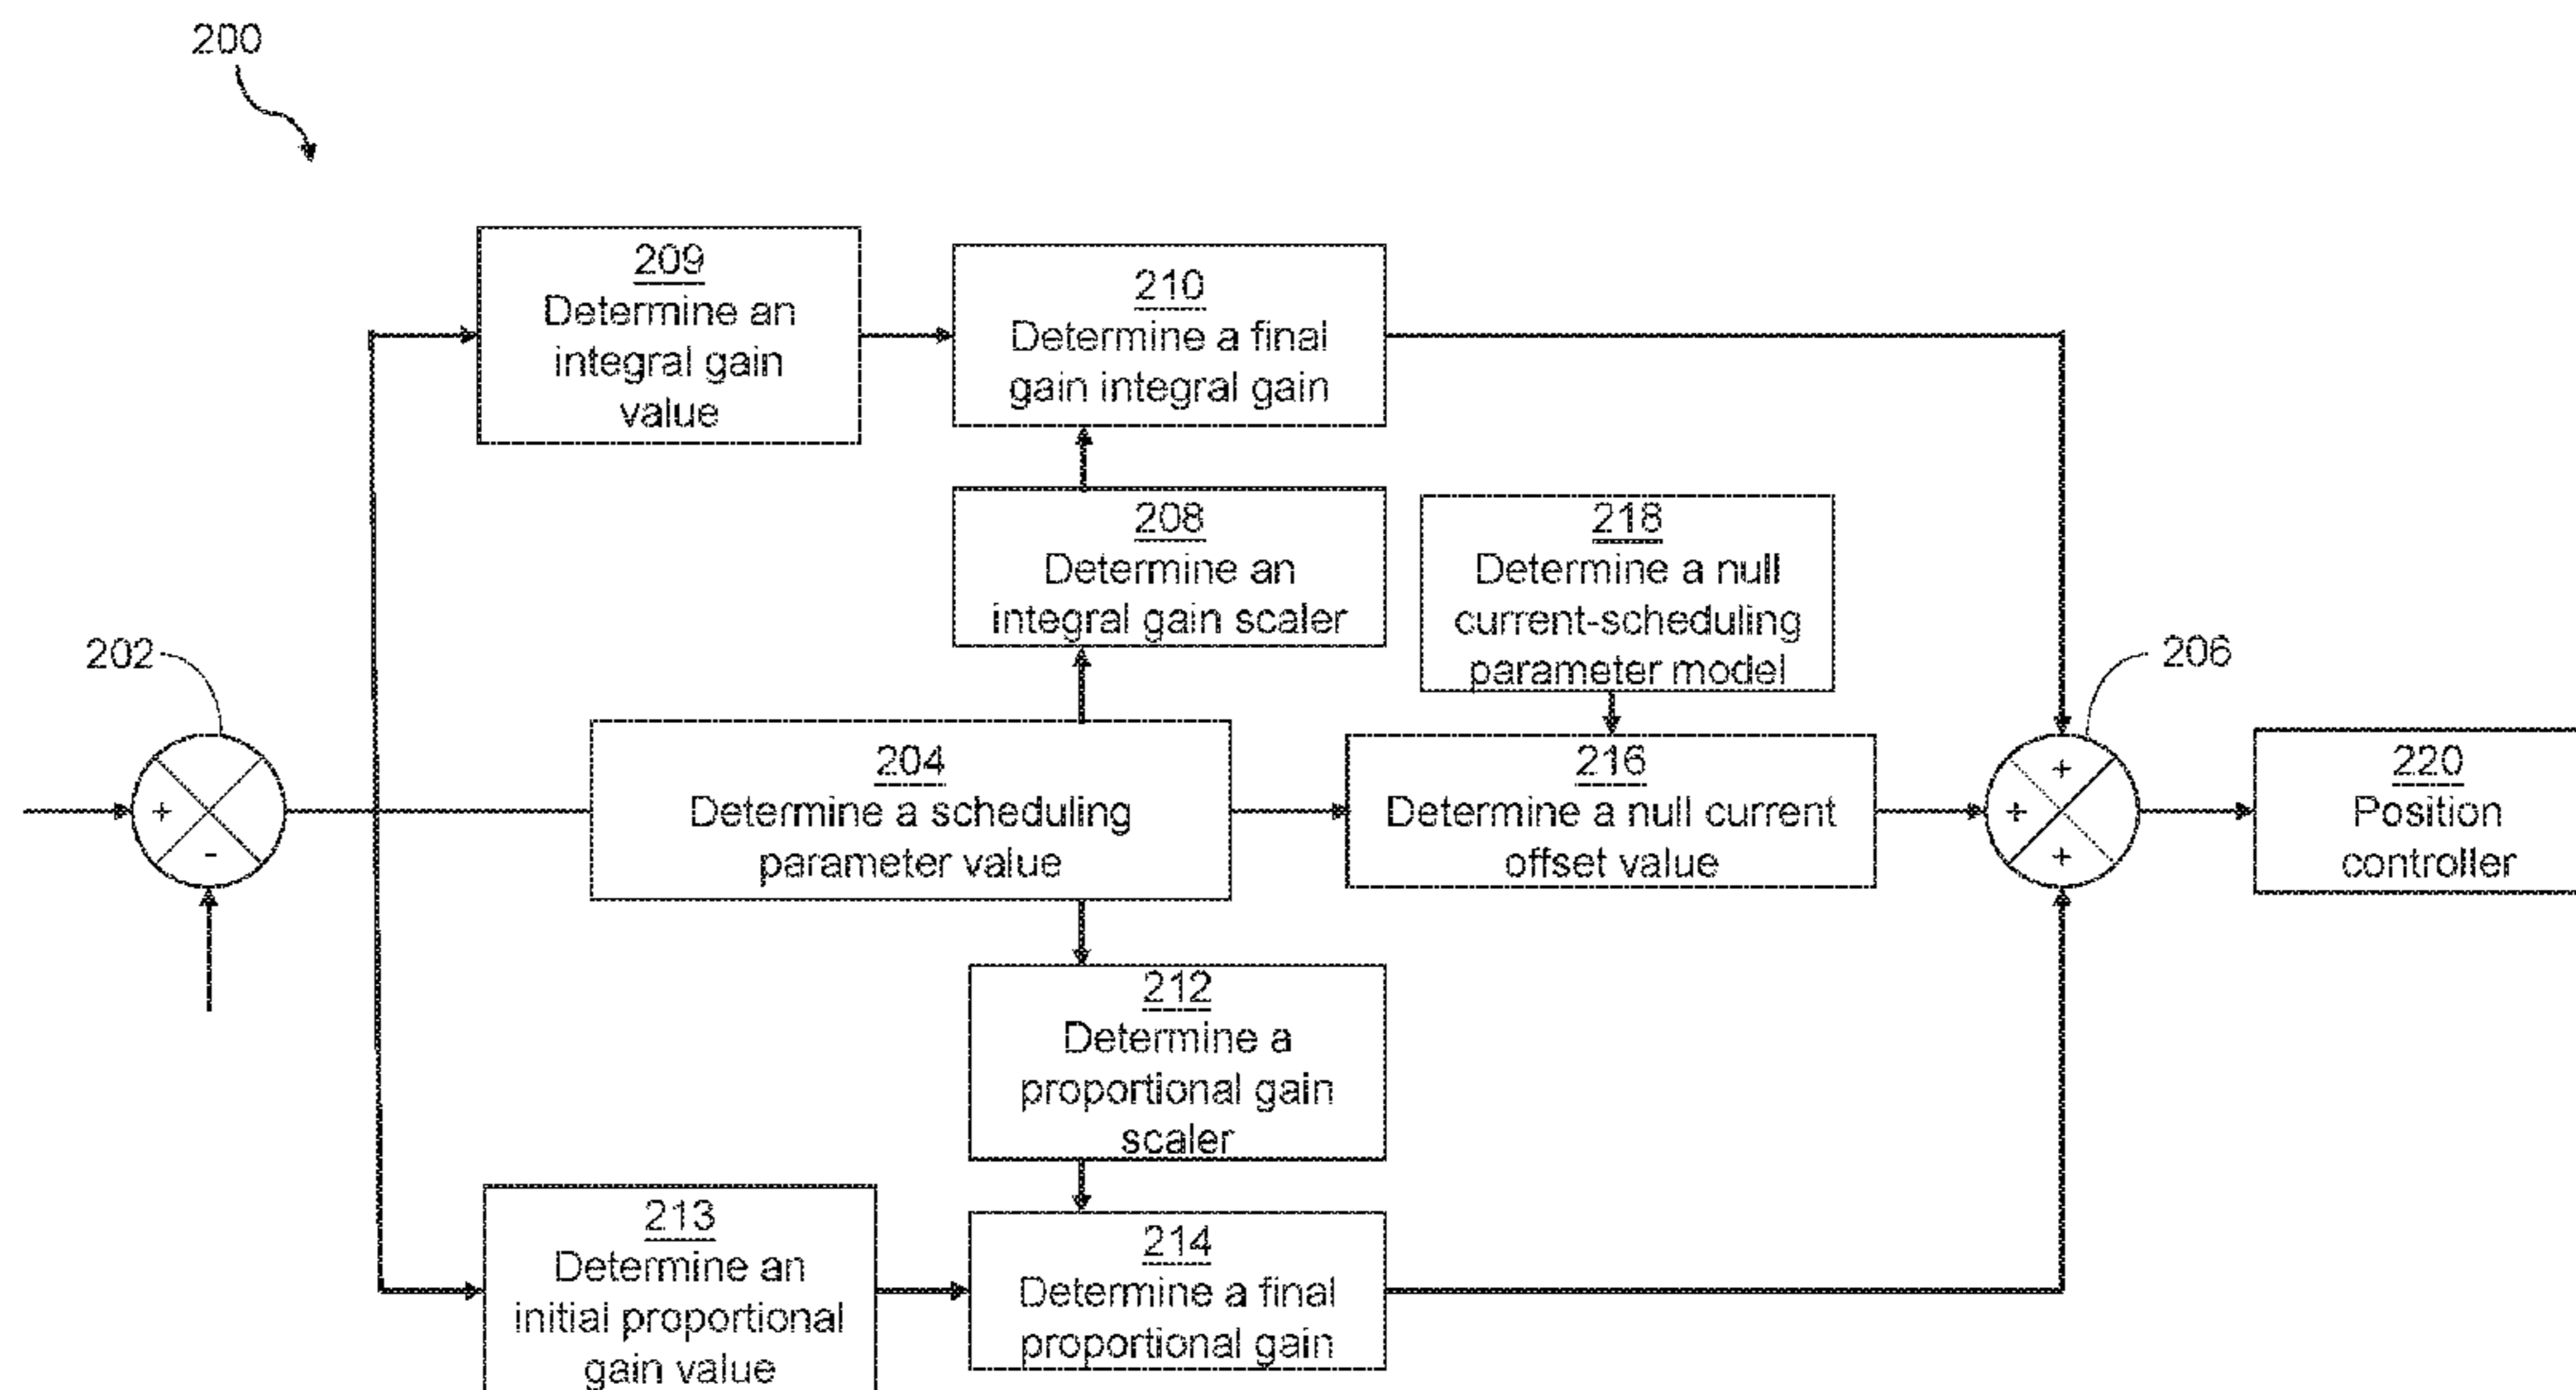 200
209
Determine an
integral gain
value
210
Determine a final
gain integral gain
208
Determine an
integral gain scaler
218
Determine a null
current-scheduling
parameter model
202
206
+
-
204
Determine a scheduling
parameter value
216
Determine a null current
offset value
+
+
+
220
Position
controller
212
Determine a
proportional gain
scaler
213
Determine an
initial proportional
gain value
214
Determine a final
proportional gain